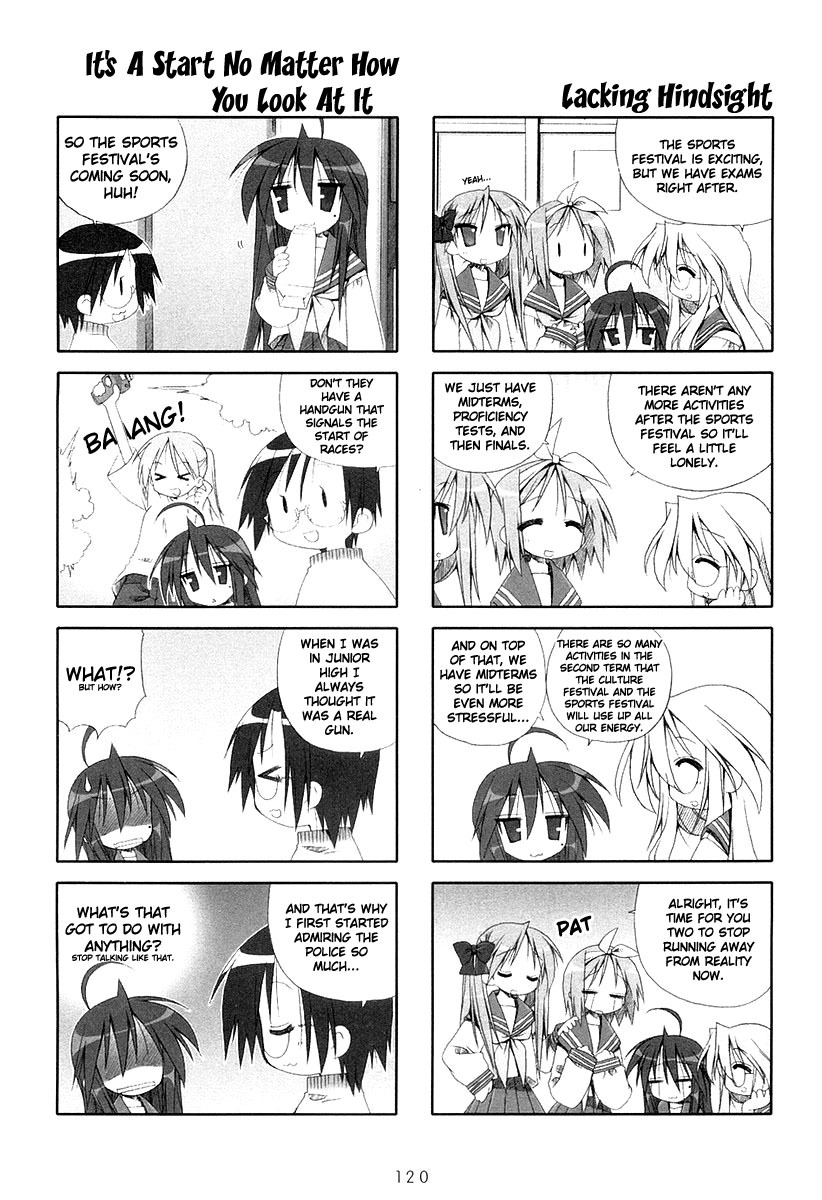 Lacking Hindsight
THE SPORTS
FESTIVAL IS EXCITING,
BUT WE HAVE EXAMS
RIGHT AFTER.
YEAH...
THERE AREN'T ANY
MORE ACTIVITIES
AFTER THE SPORTS
FESTIVAL SO IT'LL
FEEL A LITTLE
LONELY.
WE JUST HAVE
MIDTERMS,
PROFICIENCY
TESTS, AND
THEN FINALS.
THERE ARE SO MANY
ACTIVITIES IN THE
SECOND TERM THAT
THE CULTURE
FESTIVAL AND THE
SPORTS FESTIVAL
WILL USE UP ALL
OUR ENERGY.
AND ON TOP
OF THAT, WE
HAVE MIDTERMS
SO IT'LL BE
EVEN MORE
STRESSFUL...
ALRIGHT, IT'S
TIME FOR YOU
TWO TO STOP
RUNNING AWAY
FROM REALITY
NOW.
PAT
It's A Start No Matter How
You Look At It
SO THE SPORTS
FESTIVAL'S
COMING SOON,
HUH!
DON'T THEY
HAVE A
HANDGUN THAT
SIGNALS THE
START OF
RACES?
BAAANG!
WHEN I WAS
IN JUNIOR
HIGH I
ALWAYS
THOUGHT IT
WAS A REAL
GUN.
WHAT!?
BUT HOW?
AND THAT'S WHY
I FIRST STARTED
ADMIRING THE
POLICE SO
MUCH...
WHAT'S THAT
GOT TO DO WITH
ANYTHING?
STOP TALKING LIKE THAT.
120